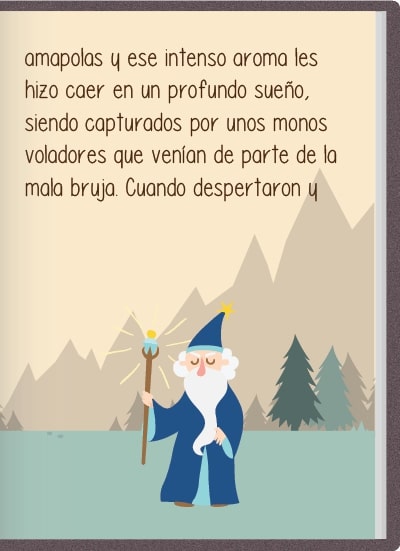 amapolas y ese intenso aroma les
hizo caer en un profundo sueño,
siendo capturados por unos monos
voladores que venían de parte de la
mala bruja. Cuando despertaron y